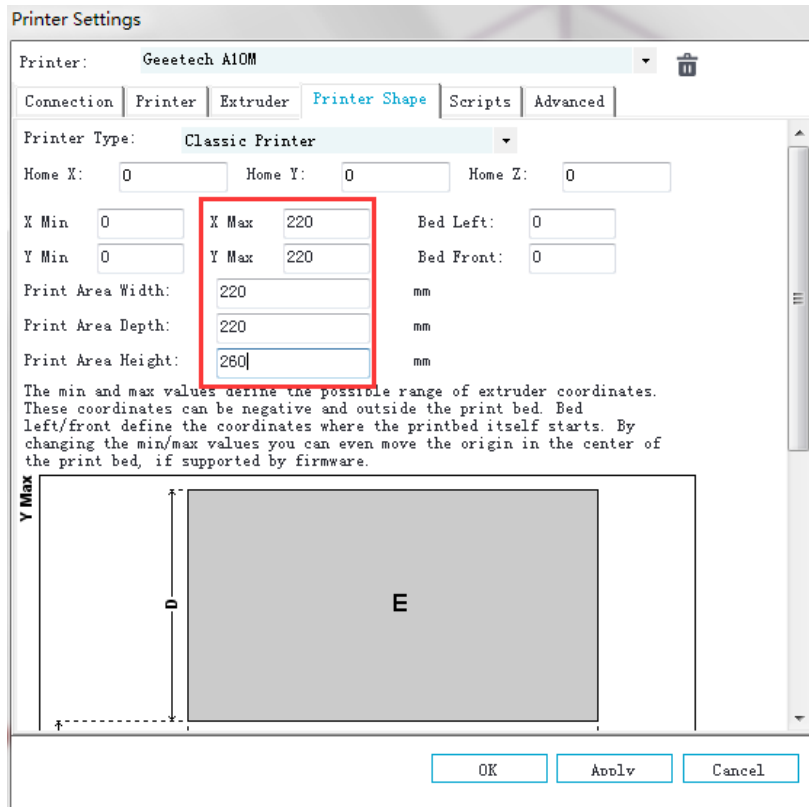 Printer Settings
Printer: Geeetech A10M
Connection Printer Extruder Printer Shape Scripts Advanced
Printer Type: Classic Printer
Home X: 0 Home Y: 0 Home Z: 0
X Min 0 X Max 220 Bed Left: 0
Y Min 0 Y Max 220 Bed Front: 0
Print Area Width: 220 mm
Print Area Depth: 220 mm
Print Area Height: 260 mm
The min and max values define the possible range of extruder coordinates.
These coordinates can be negative and outside the print bed. Bed
left/front define the coordinates where the printbed itself starts. By
changing the min/max values you can even move the origin in the center of
the print bed, if supported by firmware.
Y Max
D
E
OK Apply Cancel